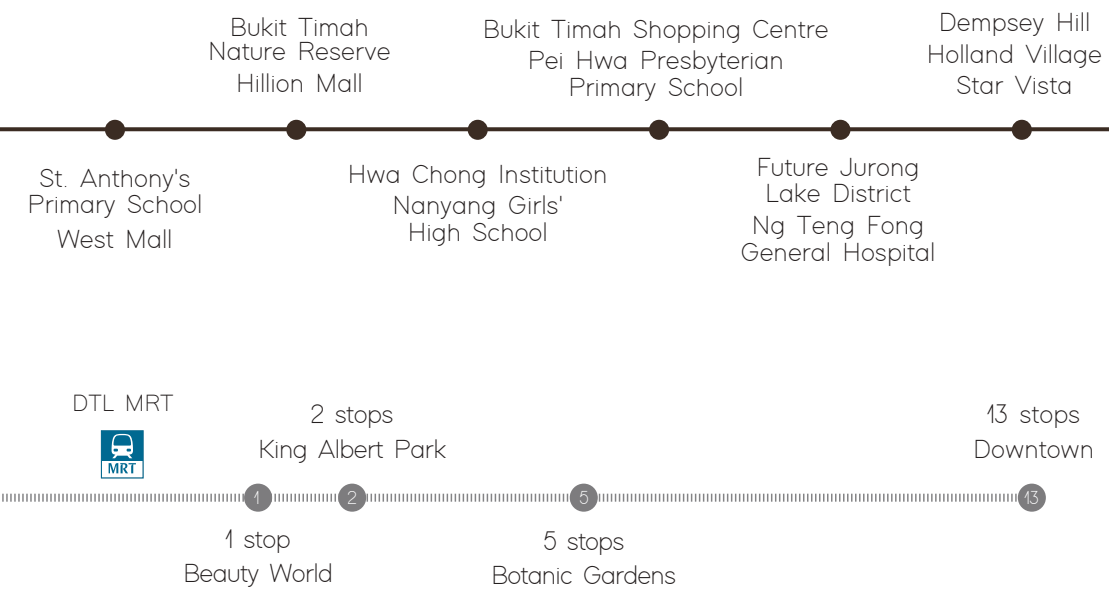 Bukit Timah
Nature Reserve
Hillion Mall
Bukit Timah Shopping Centre
Pei Hwa Presbyterian
Primary School
Dempsey Hill
Holland Village
Star Vista
St. Anthony's
Primary School
West Mall
Hwa Chong Institution
Nanyang Girls'
High School
Future Jurong
Lake District
Ng Teng Fong
General Hospital
DTL MRT
MRT
2 stops
King Albert Park
13 stops
Downtown
1
2
5
13
1 stop
Beauty World
5 stops
Botanic Gardens